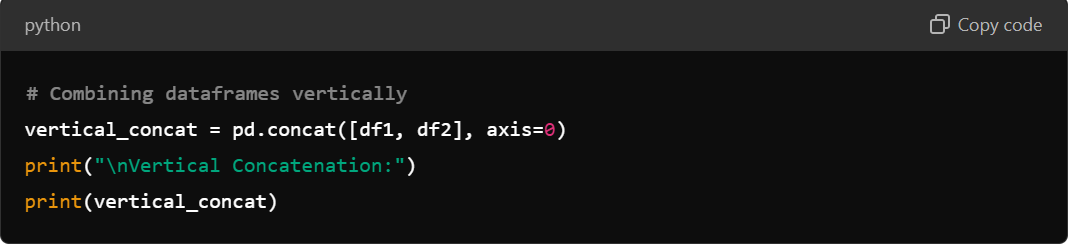 python
Copy code
# Combining dataframes vertically
vertical_concat = pd.concat([df1, df2], axis=0)
print("\nVertical Concatenation:")
print(vertical_concat)